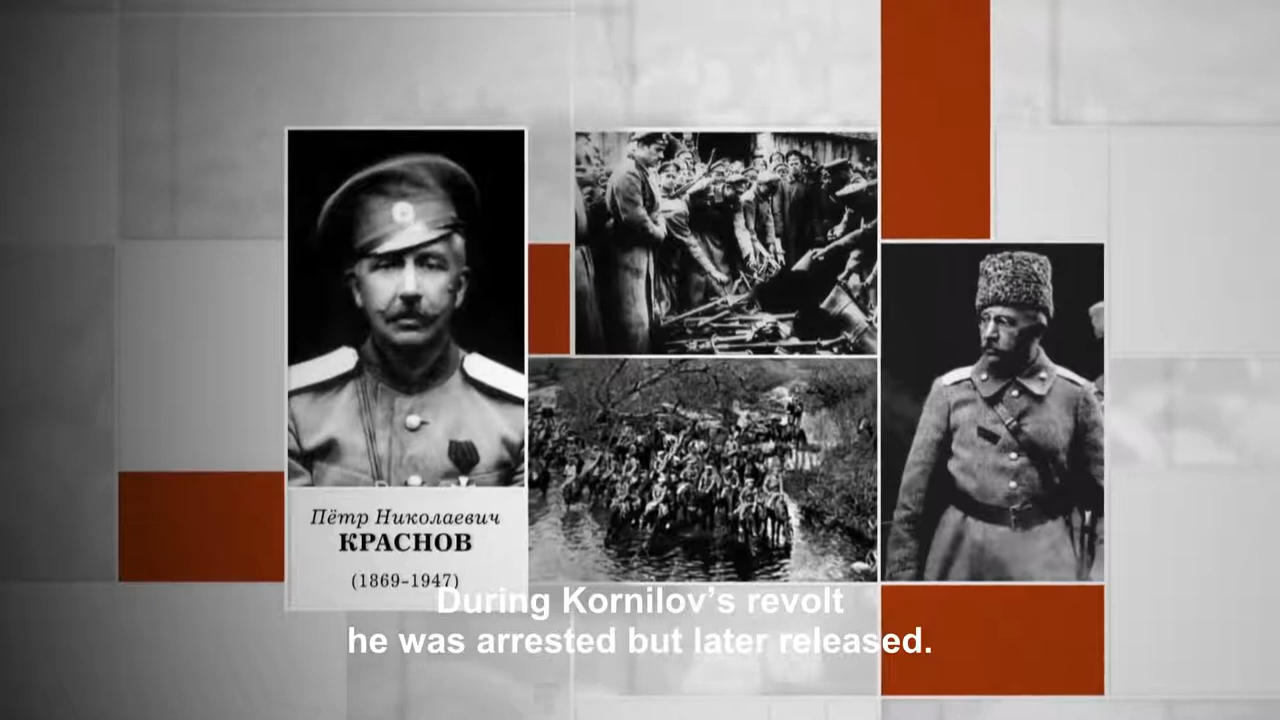 Пётр Николаевич
КРАСНОВ
(1869–1947)
During Kornilov’s revolt
he was arrested but later released.